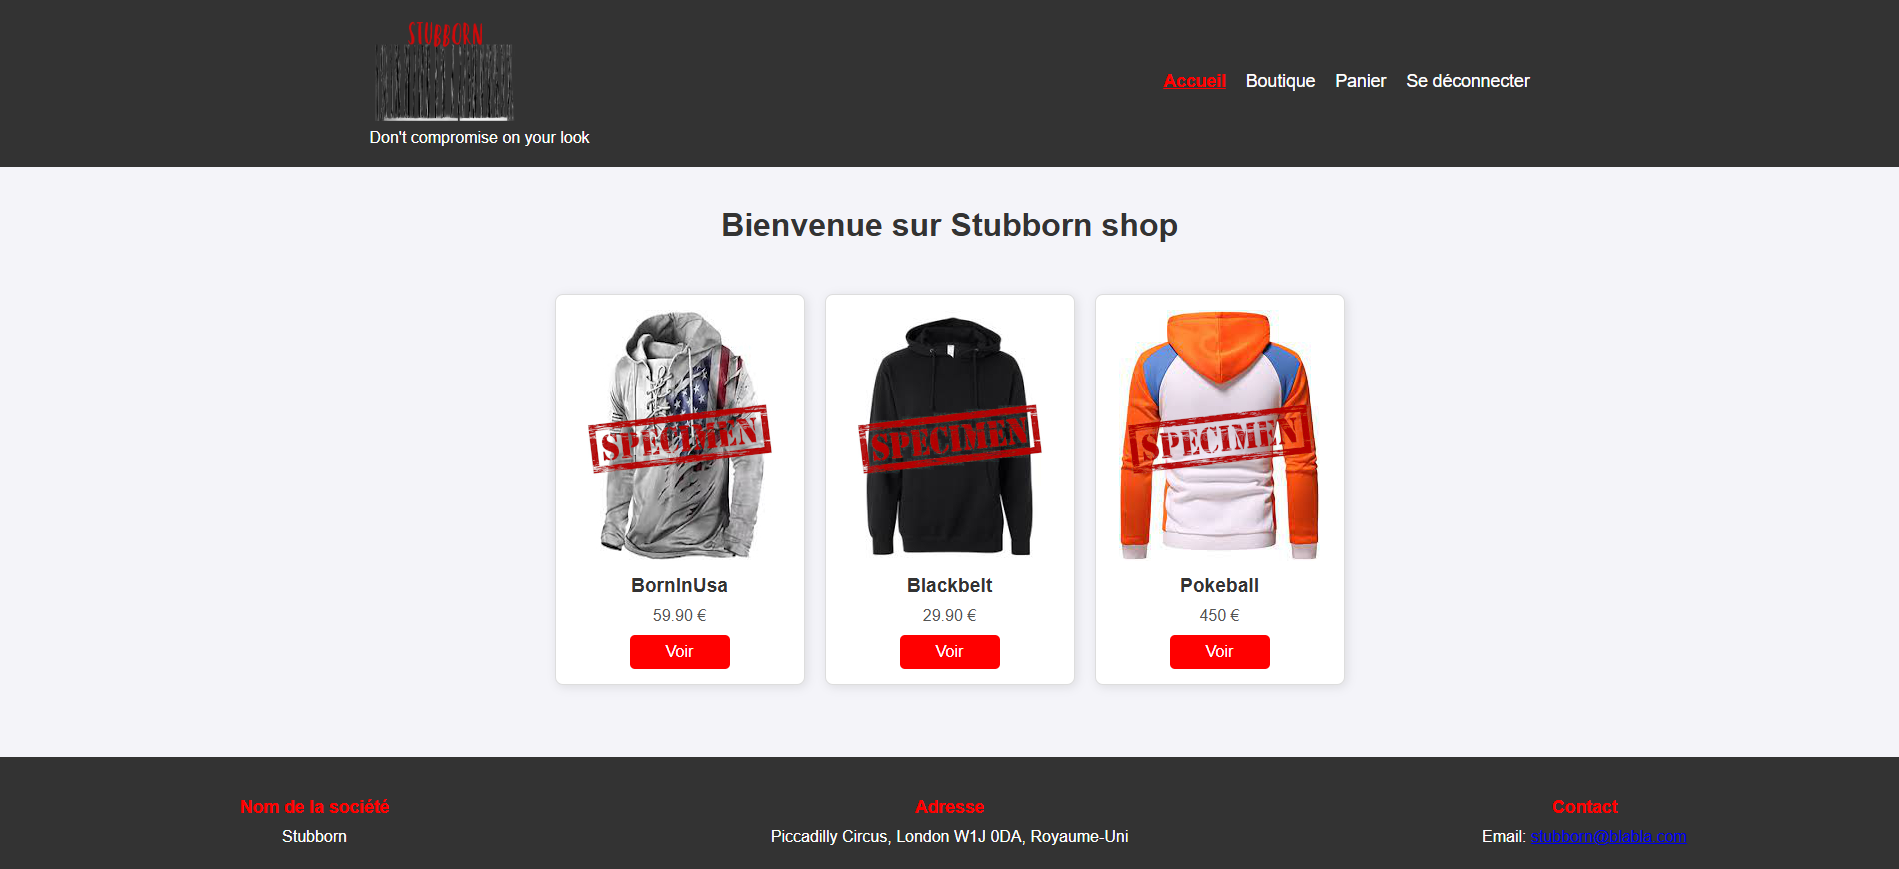 STUBBORN
Don't compromise on your look
Accueil Boutique Panier Se déconnecter
Bienvenue sur Stubborn shop
SPECIMEN SPECIMEN SPECIMEN
BornInUsa Blackbelt Pokeball
59.90 € 29.90 € 450 €
Voir Voir Voir
Nom de la société Adresse Contact
Stubborn Piccadilly Circus, London W1J 0DA, Royaume-Uni Email: stubborn@blabla.com